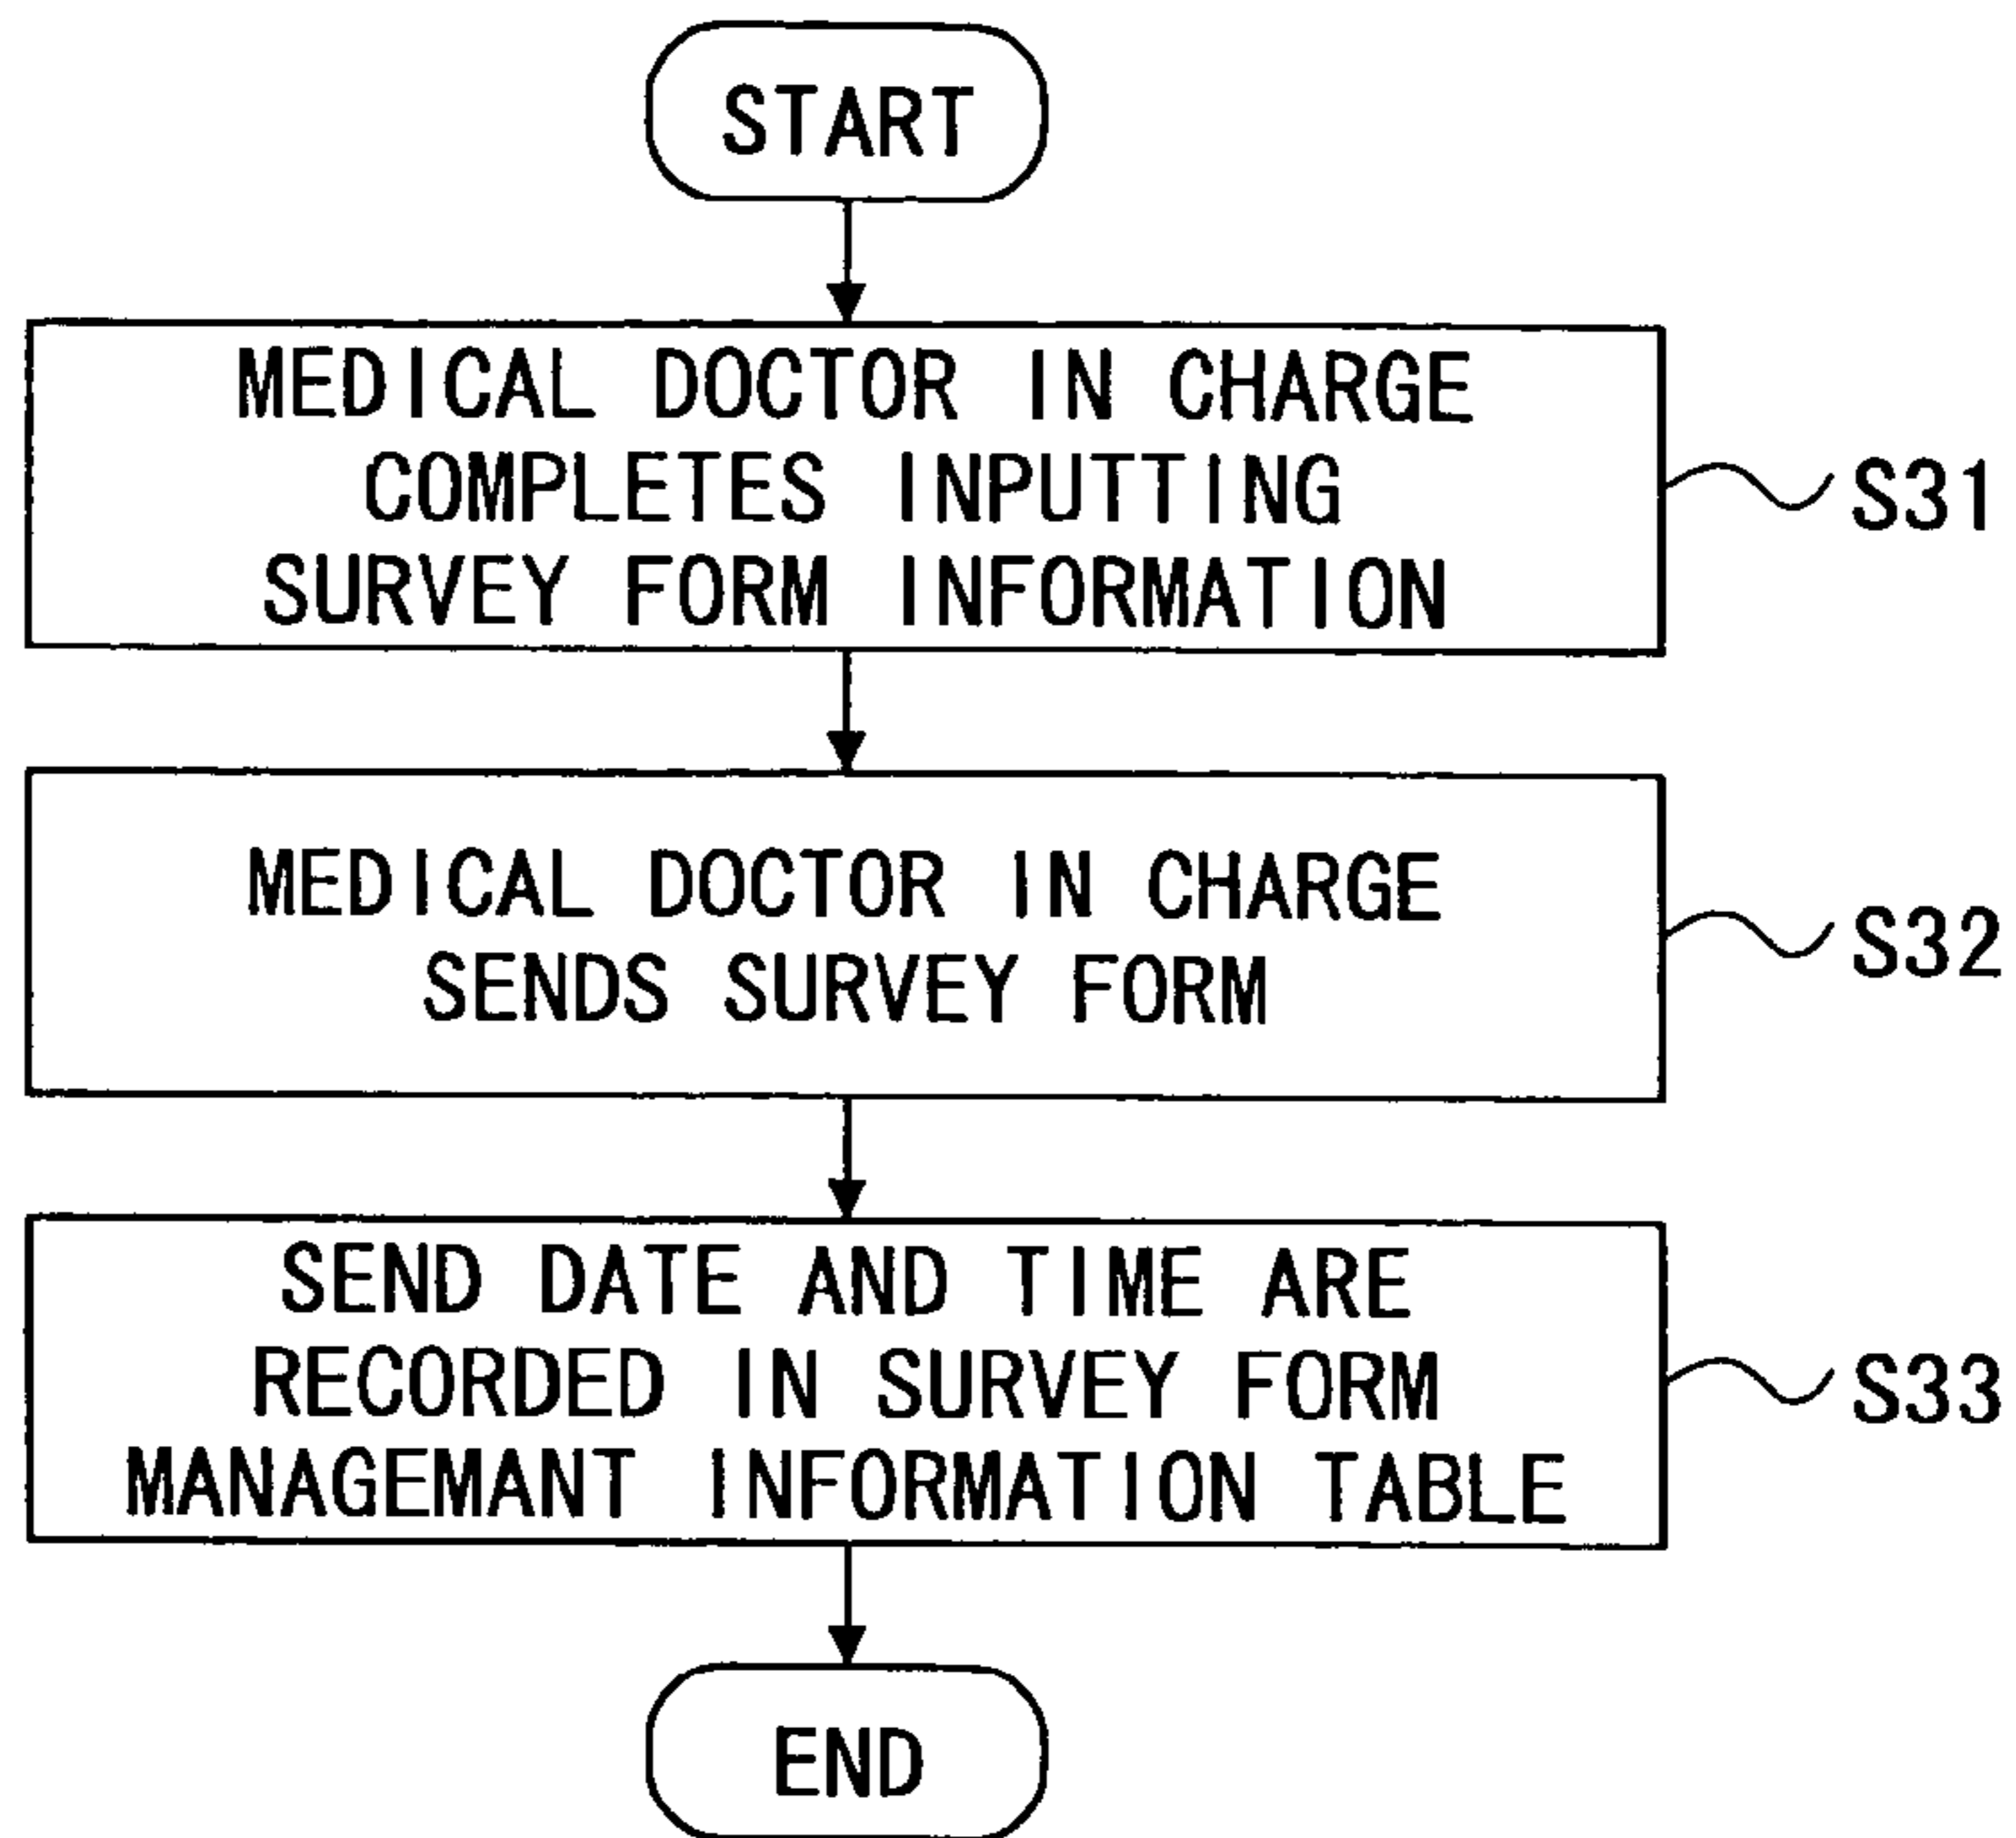 START
MEDICAL DOCTOR IN CHARGE
COMPLETES INPUTTING
SURVEY FORM INFORMATION
S31
MEDICAL DOCTOR IN CHARGE
SENDS SURVEY FORM
S32
SEND DATE AND TIME ARE
RECORDED IN SURVEY FORM
MANAGEMANT INFORMATION TABLE
S33
END